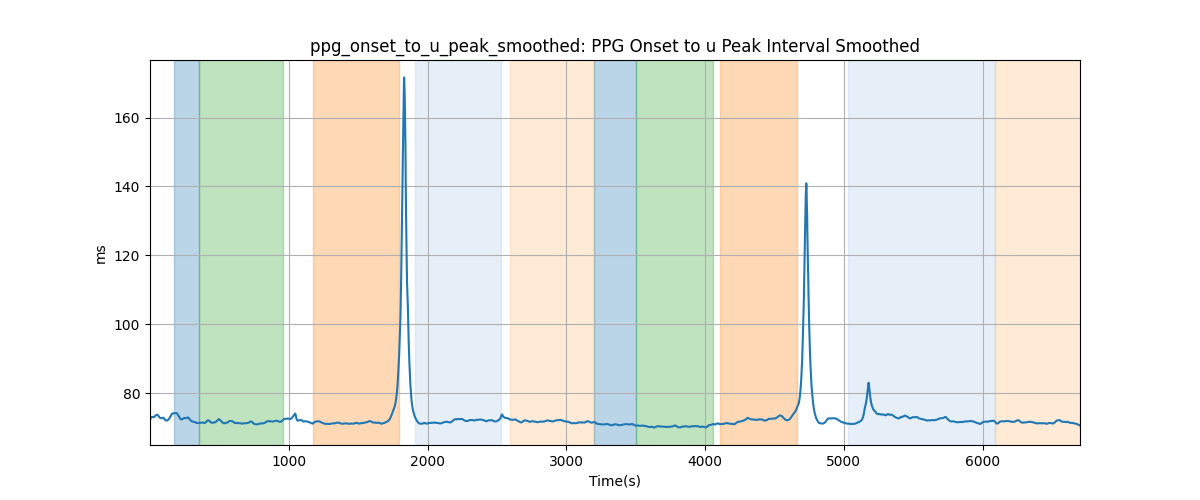 ppg_onset_to_u_peak_smoothed: PPG Onset to u Peak Interval Smoothed
160
140
120
100
80
ms
1000 2000 3000 4000 5000 6000
Time(s)